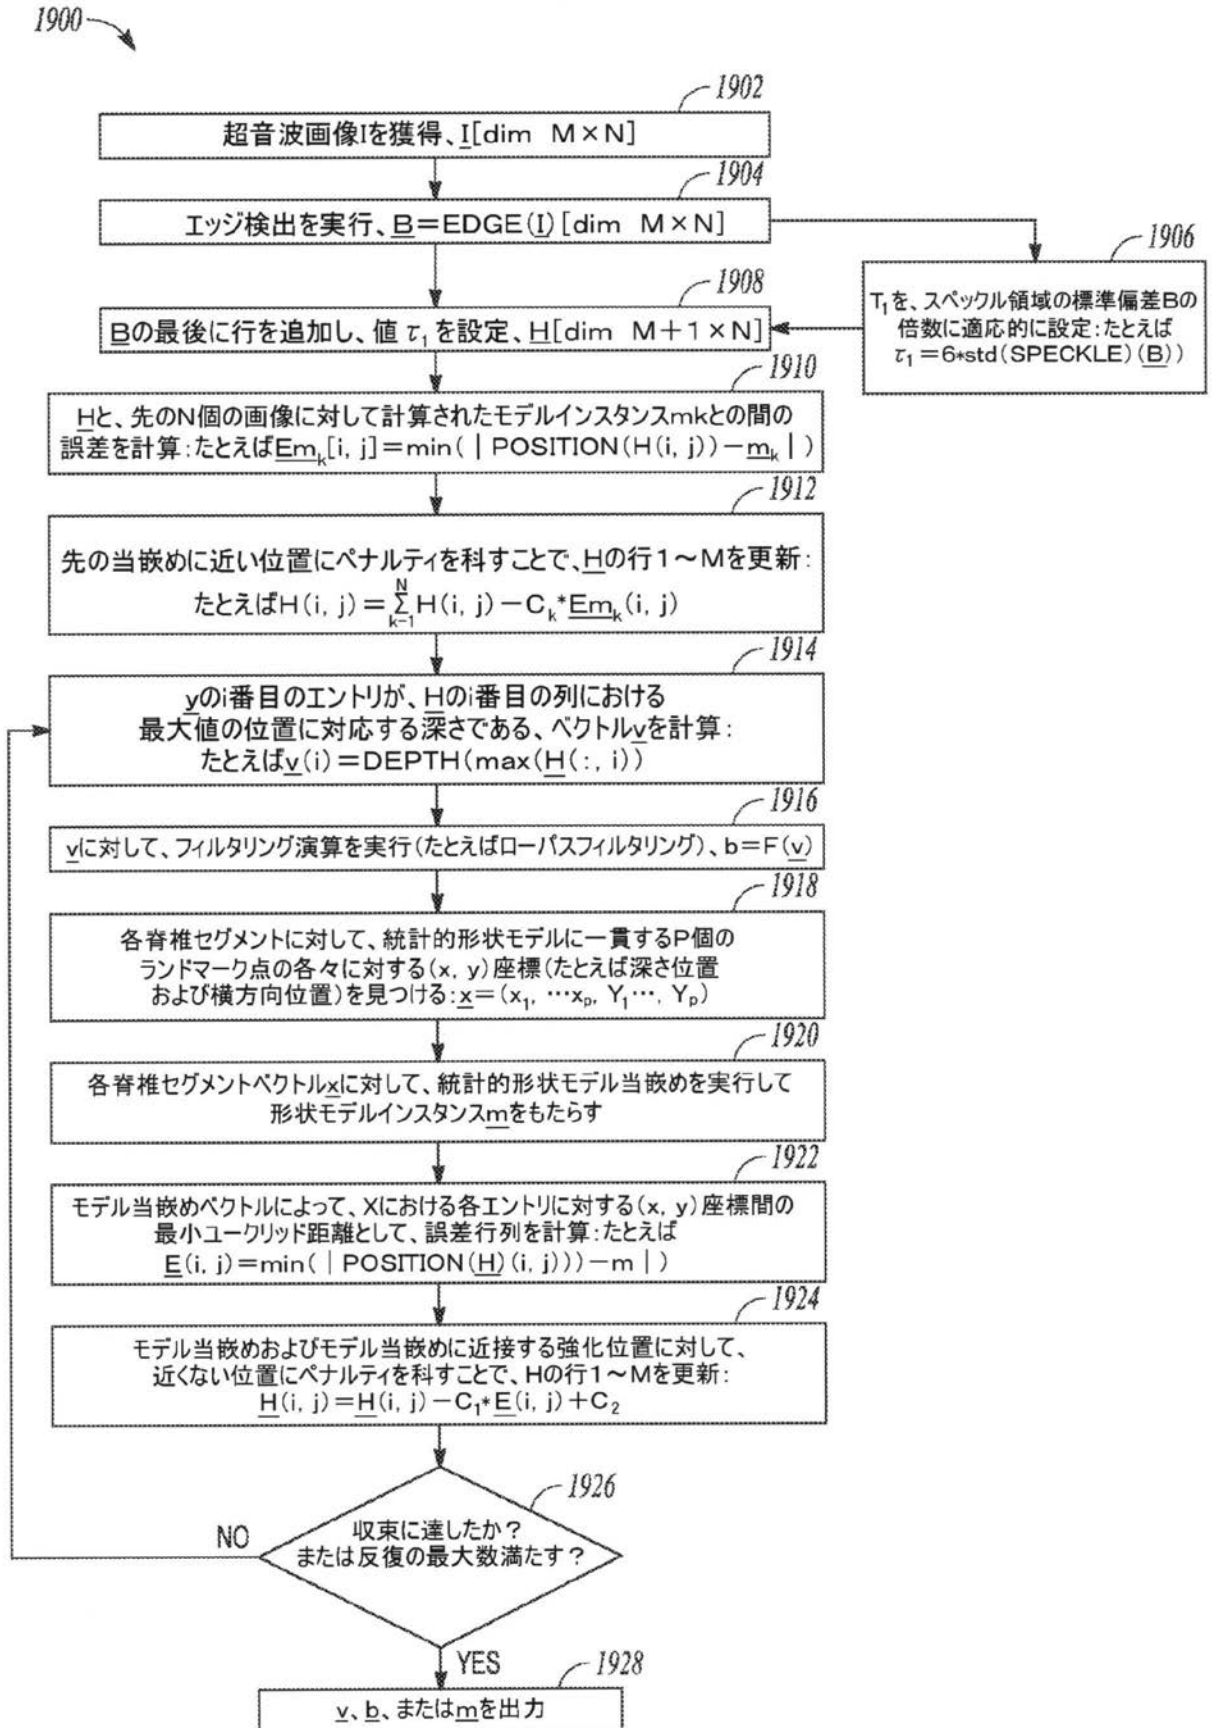 1900
1902
超音波画像Iを獲得、I[dim M×N]
1904
エッジ検出を実行、B=EDGE(I)[dim M×N]
1906
T₁を、スペックル領域の標準偏差Bの
倍数に適応的に設定:たとえば
τ₁=6*std(SPECKLE)(B))
1908
Bの最後に行を追加し、値τ₁を設定、H[dim M+1×N]
1910
Hと、先のN個の画像に対して計算されたモデルインスタンスmkとの間の
誤差を計算:たとえばEmₖ[i, j]=min(|POSITION(H(i, j))-mₖ|)
1912
先の当嵌めに近い位置にペナルティを科すことで、Hの行1~Mを更新:
たとえばH(i, j)=Σ[k-1, N]H(i, j)-Cₖ*Emₖ(i, j)
1914
yのi番目のエントリが、Hのi番目の列における
最大値の位置に対応する深さである、ベクトルvを計算:
たとえばv(i)=DEPTH(max(H(:, i))
1916
vに対して、フィルタリング演算を実行(たとえばローパスフィルタリング)、b=F(v)
1918
各脊椎セグメントに対して、統計的形状モデルに一貫するP個の
ランドマーク点の各々に対する(x, y)座標(たとえば深さ位置
および横方向位置)を見つける:x=(x₁, …xₚ, Y₁…, Yₚ)
1920
各脊椎セグメントベクトルxに対して、統計的形状モデル当嵌めを実行して
形状モデルインスタンスmをもたらす
1922
モデル当嵌めベクトルによって、Xにおける各エントリに対する(x, y)座標間の
最小ユークリッド距離として、誤差行列を計算:たとえば
E(i, j)=min(|POSITION(H)(i, j)))-m|)
1924
モデル当嵌めおよびモデル当嵌めに近接する強化位置に対して、
近くない位置にペナルティを科すことで、Hの行1~Mを更新:
H(i, j)=H(i, j)-C₁*E(i, j)+C₂
1926
収束に達したか?
または反復の最大数満たす?
NO
YES
1928
v、b、またはmを出力